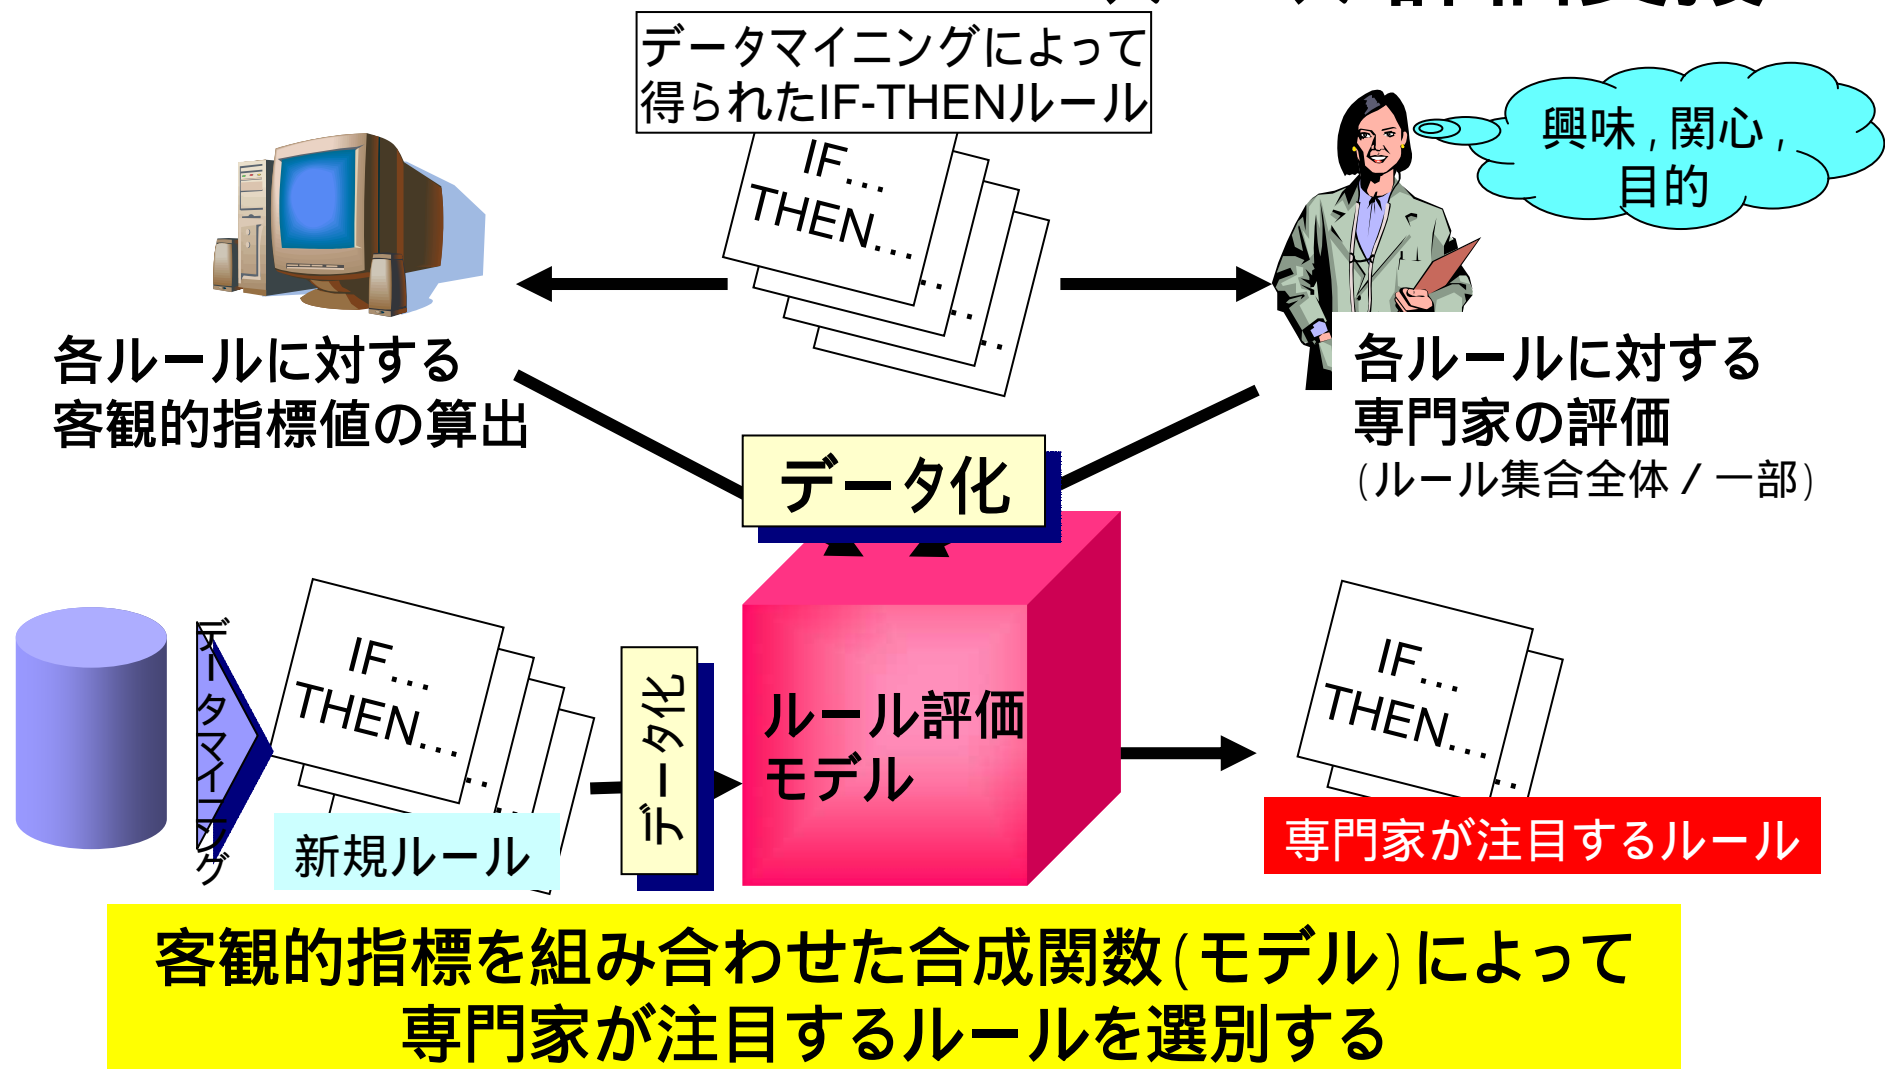 データマイニングによって
得られたIF-THENルール
IF…
THEN…
興味，関心，
目的
各ルールに対する
客観的指標値の算出
各ルールに対する
専門家の評価
(ルール集合全体／一部)
データ化
データマイニング
IF…
THEN…
新規ルール
データ化
ルール評価
モデル
IF…
THEN…
専門家が注目するルール
客観的指標を組み合わせた合成関数(モデル)によって
専門家が注目するルールを選別する